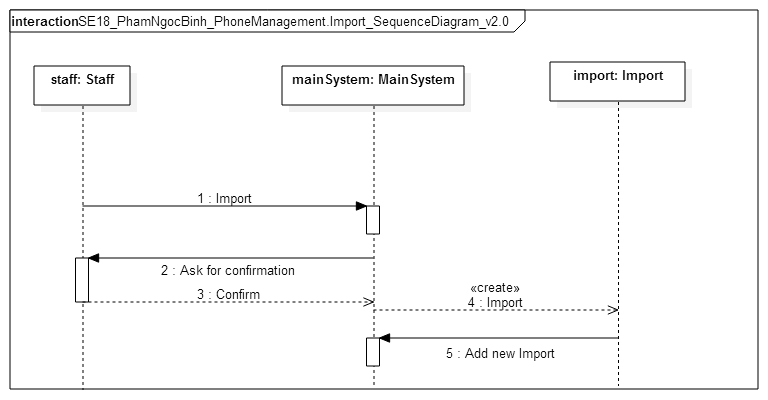 interactionSE18_PhamNgocBinh_PhoneManagement.Import_SequenceDiagram_v2.0
staff: Staff
mainSystem: MainSystem
import: Import
1 : Import
2 : Ask for confirmation
3 : Confirm
«create»
4 : Import
5 : Add new Import